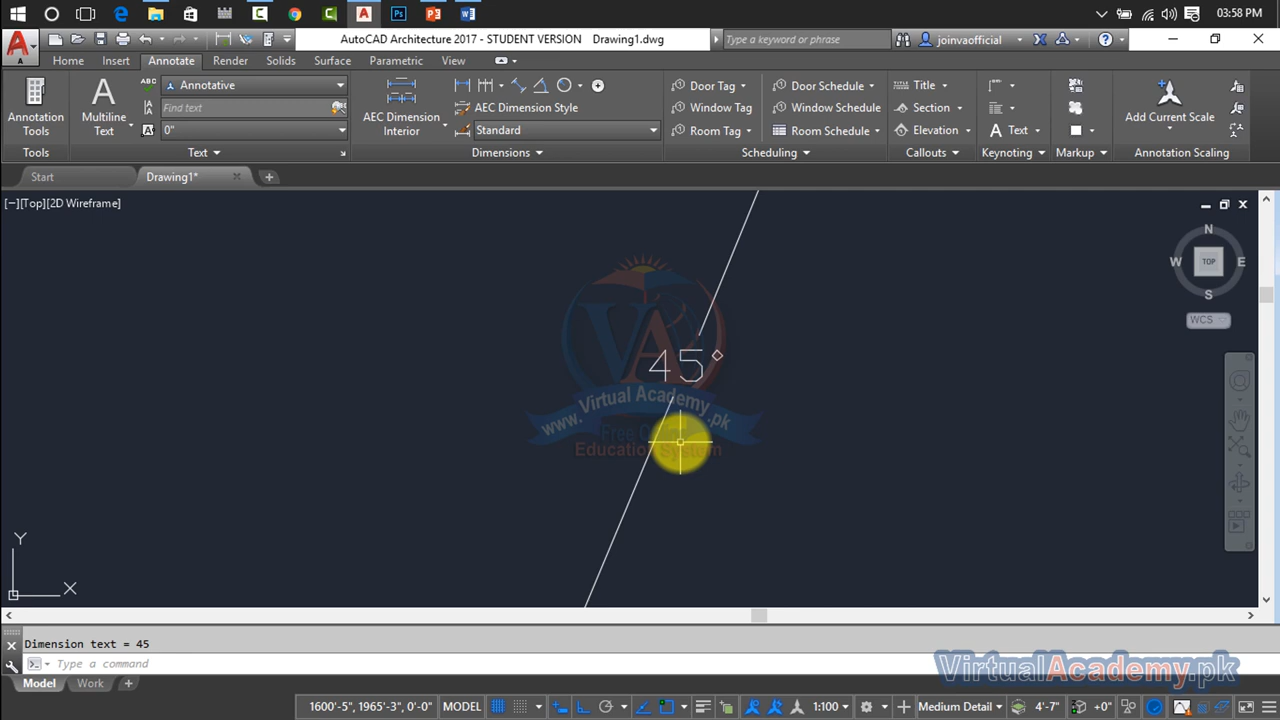 03:58 PM
AutoCAD Architecture 2017 - STUDENT VERSION Drawing1.dwg
Type a keyword or phrase
joinvaofficial
Home Insert Annotate Render Solids Surface Parametric View
Annotation Tools
Multiline Text
ABC
Annotative
Find text
0"
AEC Dimension Interior
AEC Dimension Style
Standard
Door Tag
Window Tag
Room Tag
Door Schedule
Window Schedule
Room Schedule
Title
Section
Elevation
Text
Add Current Scale
Tools Text Dimensions Scheduling Callouts Keynoting Markup Annotation Scaling
Start Drawing1*
[−][Top][2D Wireframe]
N
W TOP E
S
WCS
45°
VA
www.Virtual Academy.pk
Education System
Y
X
Dimension text = 45
Type a command
VirtualAcademy.pk
Model Work
1600'-5", 1965'-3", 0'-0" MODEL 1:100 Medium Detail 4'-7" +0"